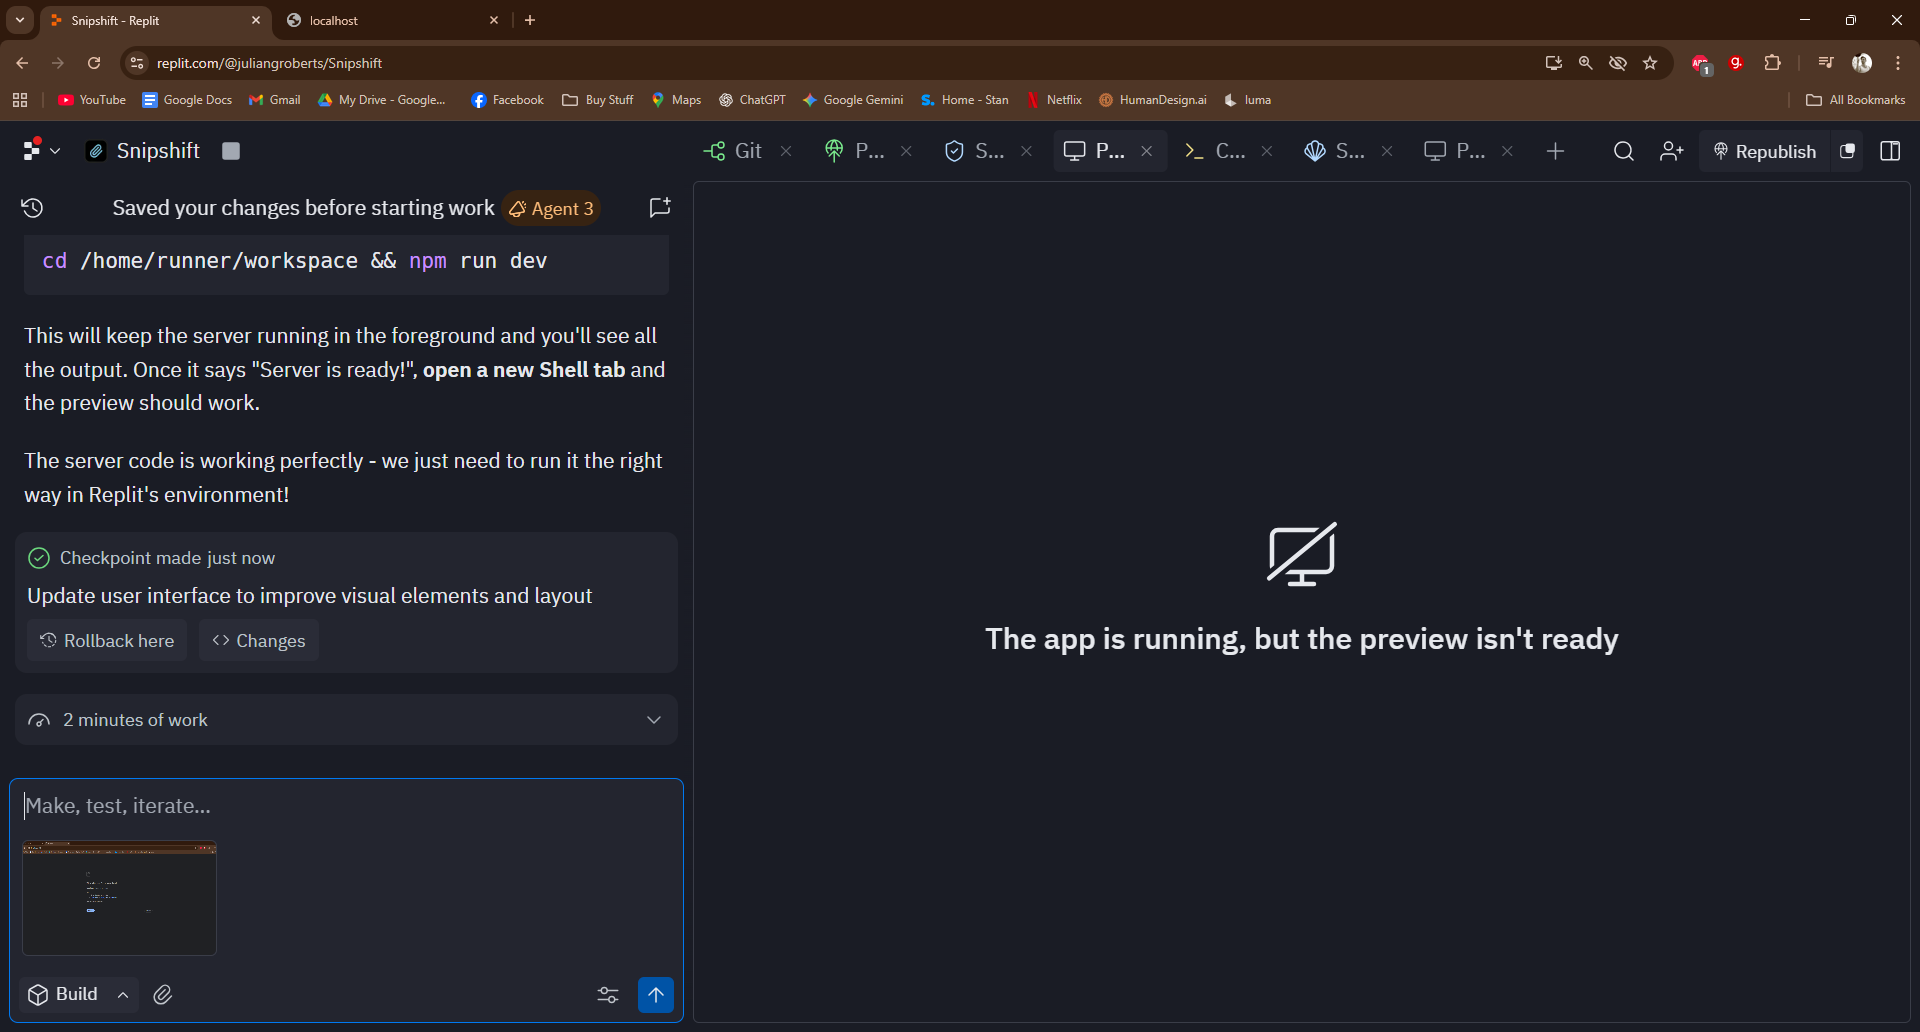 Snipshift - Replit
localhost
replit.com/@juliangroberts/Snipshift
ABP
1
g.
YouTube
Google Docs
Gmail
My Drive - Google...
Facebook
Buy Stuff
Maps
ChatGPT
Google Gemini
S. Home - Stan
Netflix
HumanDesign.ai
luma
All Bookmarks
Snipshift
Git
P...
S...
P...
C...
S...
P...
Republish
Saved your changes before starting work
Agent 3
cd /home/runner/workspace && npm run dev
This will keep the server running in the foreground and you'll see all
the output. Once it says "Server is ready!", open a new Shell tab and
the preview should work.
The server code is working perfectly - we just need to run it the right
way in Replit's environment!
Checkpoint made just now
Update user interface to improve visual elements and layout
Rollback here
Changes
2 minutes of work
Make, test, iterate...
Build
The app is running, but the preview isn't ready